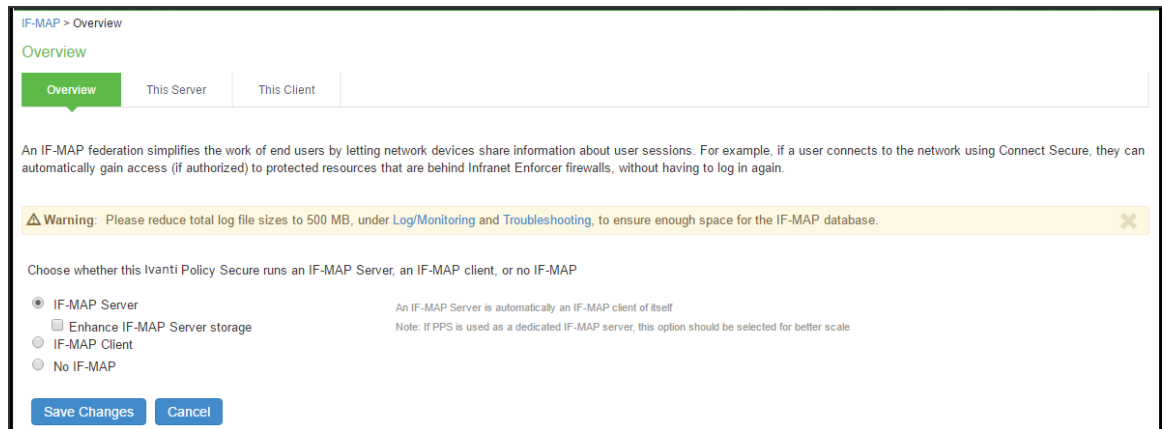 IF-MAP > Overview
Overview
Overview
This Server
This Client
An IF-MAP federation simplifies the work of end users by letting network devices share information about user sessions. For example, if a user connects to the network using Connect Secure, they can
automatically gain access (if authorized) to protected resources that are behind Infranet Enforcer firewalls, without having to log in again.
Warning: Please reduce total log file sizes to 500 MB, under Log/Monitoring and Troubleshooting, to ensure enough space for the IF-MAP database.
Choose whether this Ivanti Policy Secure runs an IF-MAP Server, an IF-MAP client, or no IF-MAP
IF-MAP Server
An IF-MAP Server is automatically an IF-MAP client of itself
Enhance IF-MAP Server storage
Note: If PPS is used as a dedicated IF-MAP server, this option should be selected for better scale
IF-MAP Client
No IF-MAP
Save Changes
Cancel